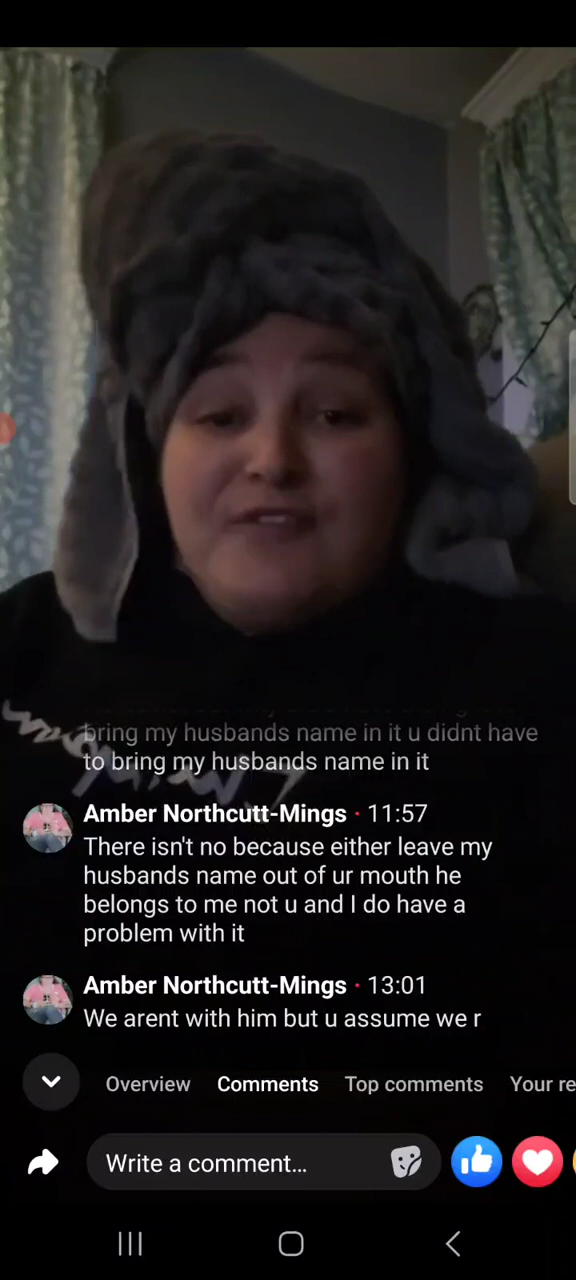 bring my husbands name in it u didnt have
to bring my husbands name in it
Amber Northcutt-Mings · 11:57
There isn't no because either leave my
husbands name out of ur mouth he
belongs to me not u and I do have a
problem with it
Amber Northcutt-Mings · 13:01
We arent with him but u assume we r
Overview Comments Top comments Your re
Write a comment...